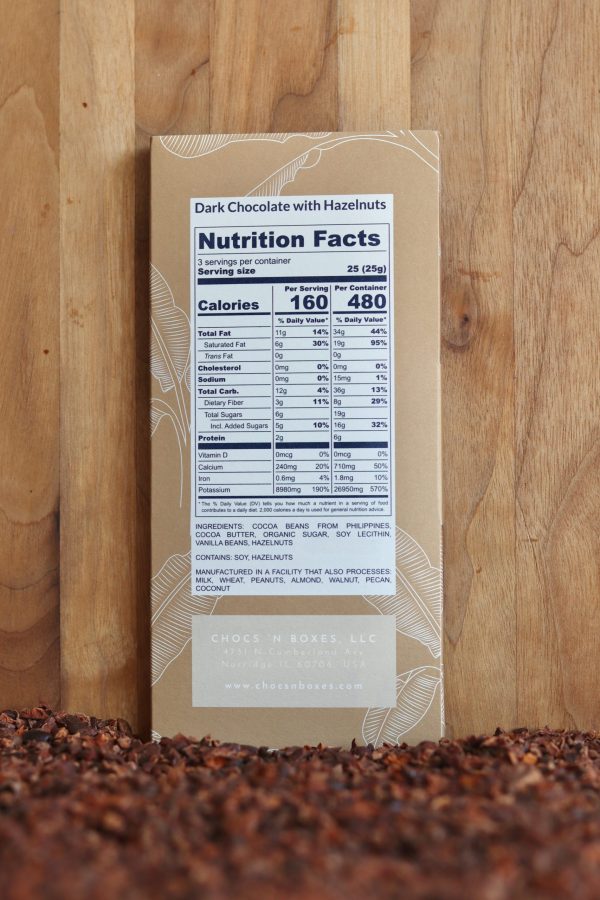 Dark Chocolate with Hazelnuts
Nutrition Facts
3 servings per container
Serving size 25 (25g)
Per Serving Per Container
Calories 160 480
% Daily Value* % Daily Value*
Total Fat 11g 14% 34g 44%
Saturated Fat 6g 30% 19g 95%
Trans Fat 0g 0g
Cholesterol 0mg 0% 0mg 0%
Sodium 0mg 0% 15mg 1%
Total Carb. 12g 4% 36g 13%
Dietary Fiber 3g 11% 8g 29%
Total Sugars 6g 19g
Incl. Added Sugars 5g 10% 16g 32%
Protein 2g 6g
Vitamin D 0mcg 0% 0mcg 0%
Calcium 240mg 20% 710mg 50%
Iron 0.6mg 4% 1.8mg 10%
Potassium 8980mg 190% 26950mg 570%
* The % Daily Value (DV) tells you how much a nutrient in a serving of food
contributes to a daily diet. 2,000 calories a day is used for general nutrition advice.
INGREDIENTS: COCOA BEANS FROM PHILIPPINES,
COCOA BUTTER, ORGANIC SUGAR, SOY LECITHIN,
VANILLA BEANS, HAZELNUTS
CONTAINS: SOY, HAZELNUTS
MANUFACTURED IN A FACILITY THAT ALSO PROCESSES:
MILK, WHEAT, PEANUTS, ALMOND, WALNUT, PECAN,
COCONUT
CHOCS 'N BOXES, LLC
4751 N Cumberland Ave
Norridge IL 60706, USA
www.chocsnboxes.com